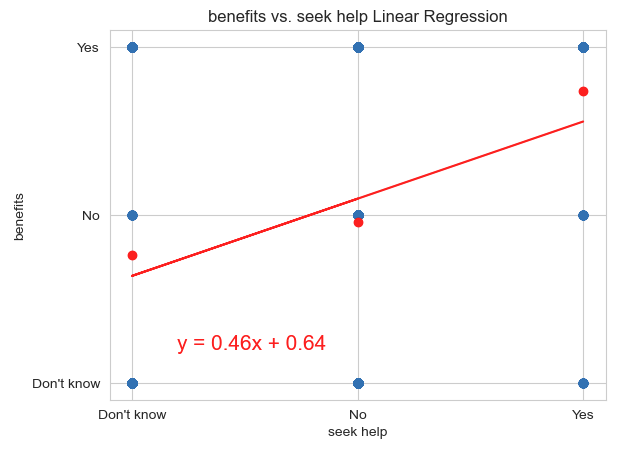 benefits vs. seek help Linear Regression
Yes
benefits
No
y = 0.46x + 0.64
Don't know
Don't know No Yes
seek help